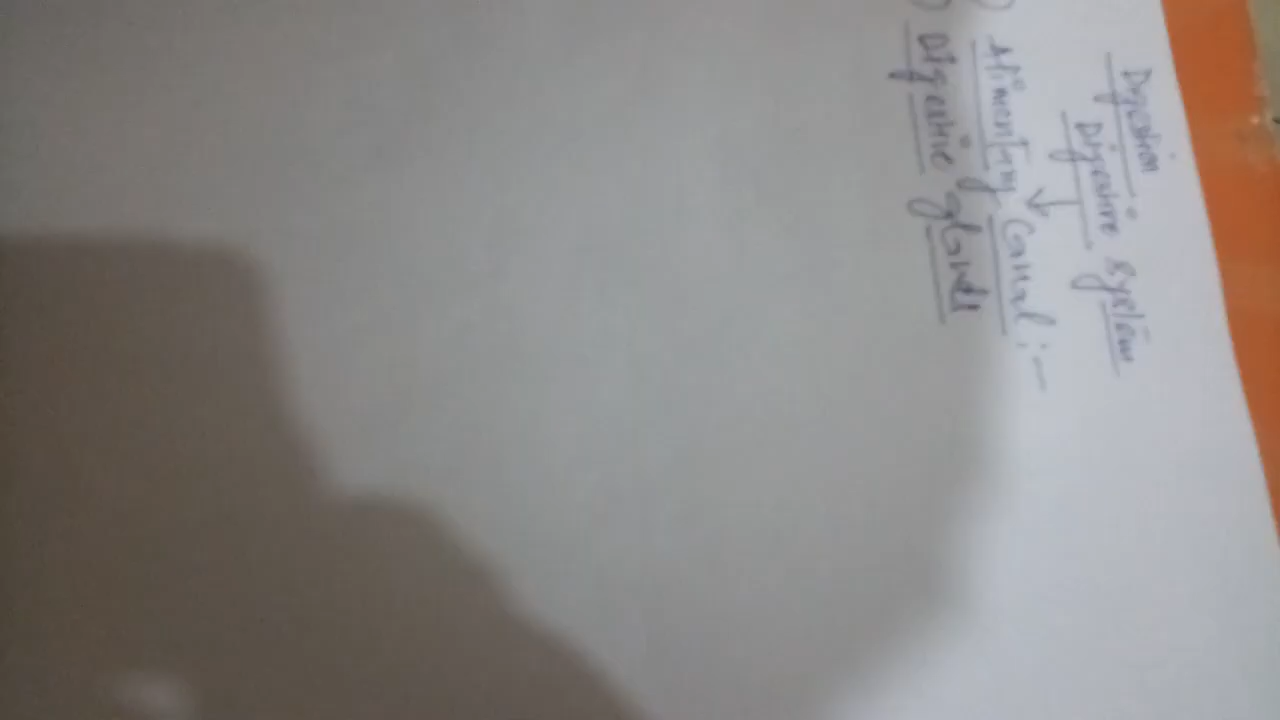 Digestion
Digestive System
↓
) Alimentary Canal :-
) Digestive glands